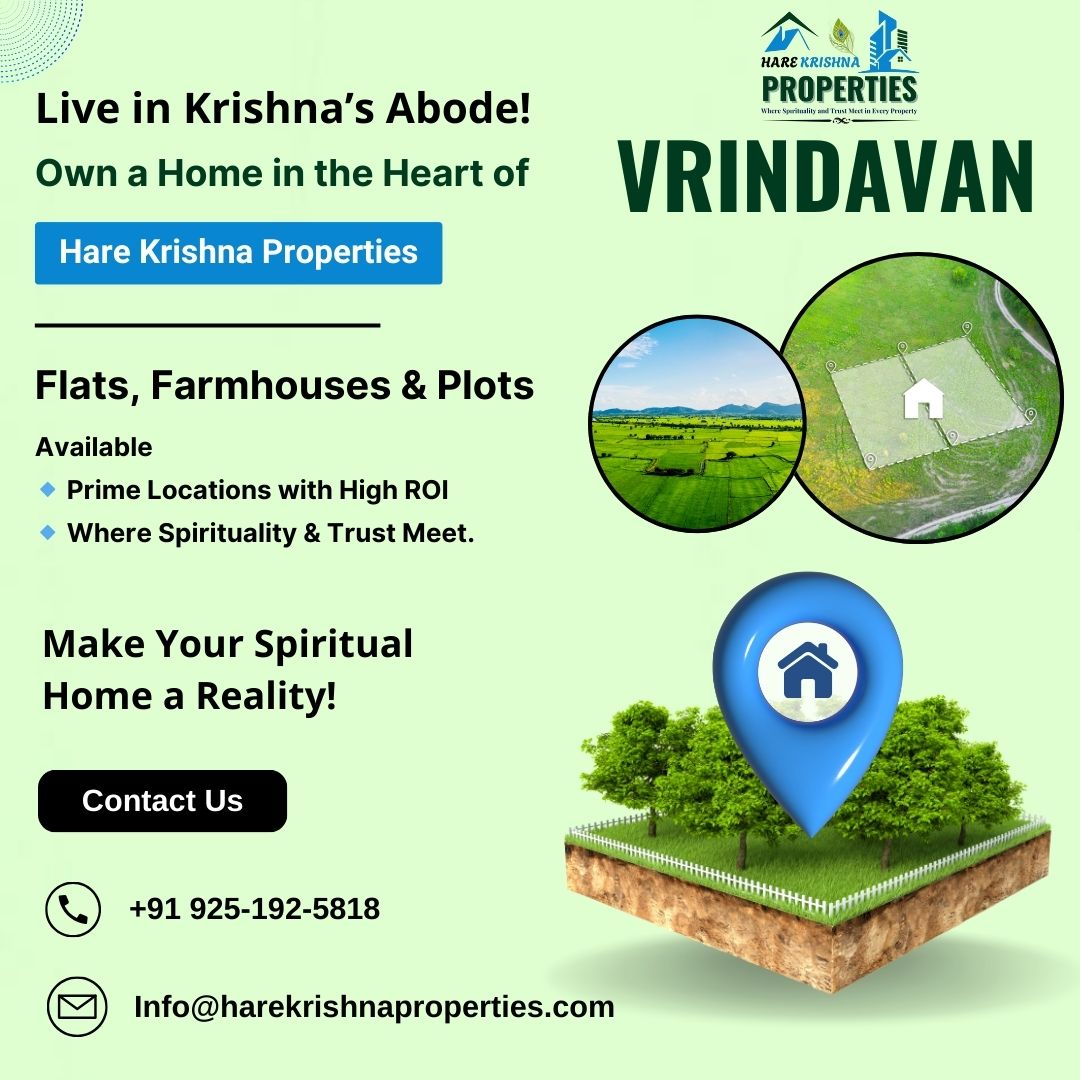 HARE KRISHNA
PROPERTIES
Where Sprituality and Trust Meet in Every Property
Live in Krishna’s Abode!
Own a Home in the Heart of
VRINDAVAN
Hare Krishna Properties
Flats, Farmhouses & Plots
Available
Prime Locations with High ROI
Where Spirituality & Trust Meet.
Make Your Spiritual
Home a Reality!
Contact Us
+91 925-192-5818
Info@harekrishnaproperties.com